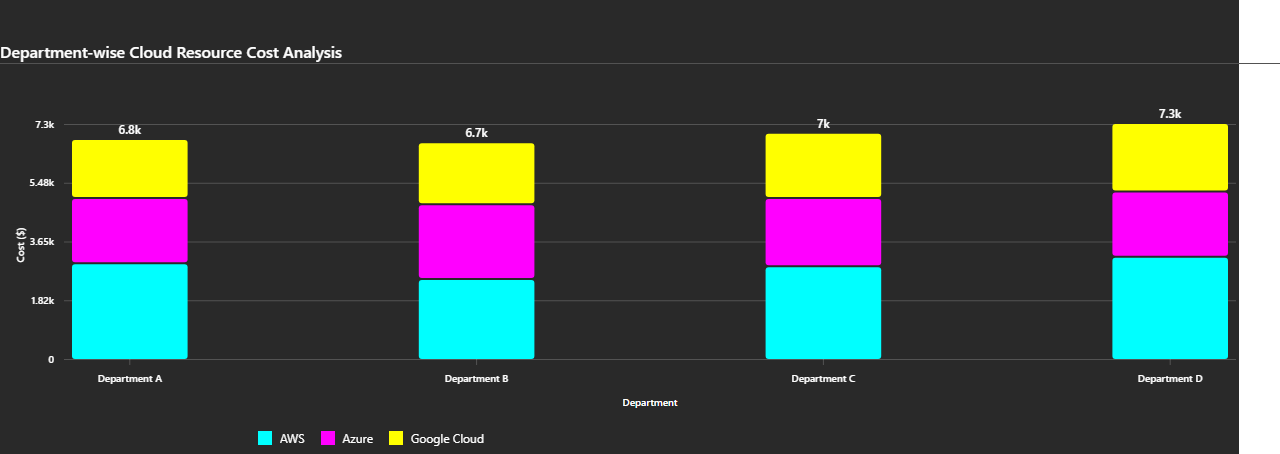 Department-wise Cloud Resource Cost Analysis
7.3k
6.8k
6.7k
7k
7.3k
5.48k
3.65k
1.82k
0
Cost ($)
Department A
Department B
Department C
Department D
Department
AWS Azure Google Cloud